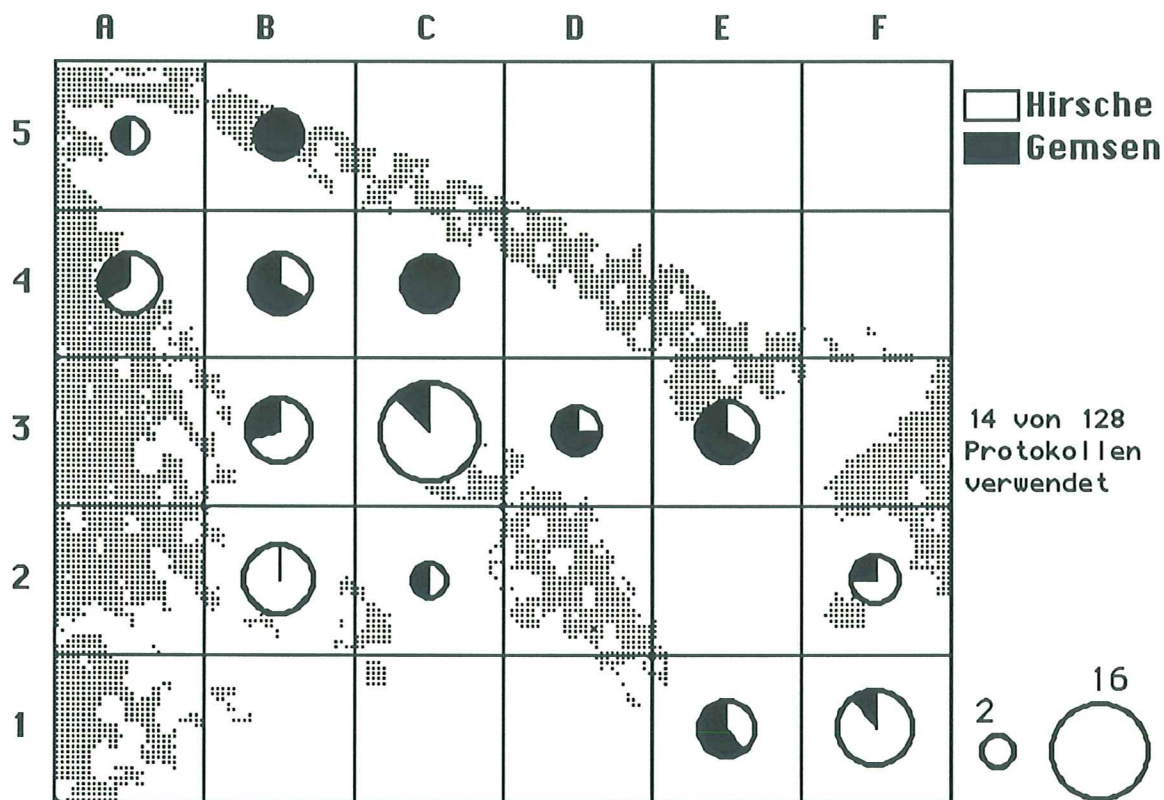 A B C D E F
Hirsche
Gemsen
5
4
3
14 von 128
Protokollen
verwendet
2
1
2
16